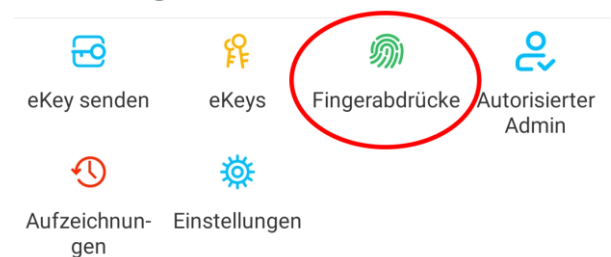 eKey senden eKeys Fingerabdrücke Autorisierter
Admin
Aufzeichnun- Einstellungen
gen